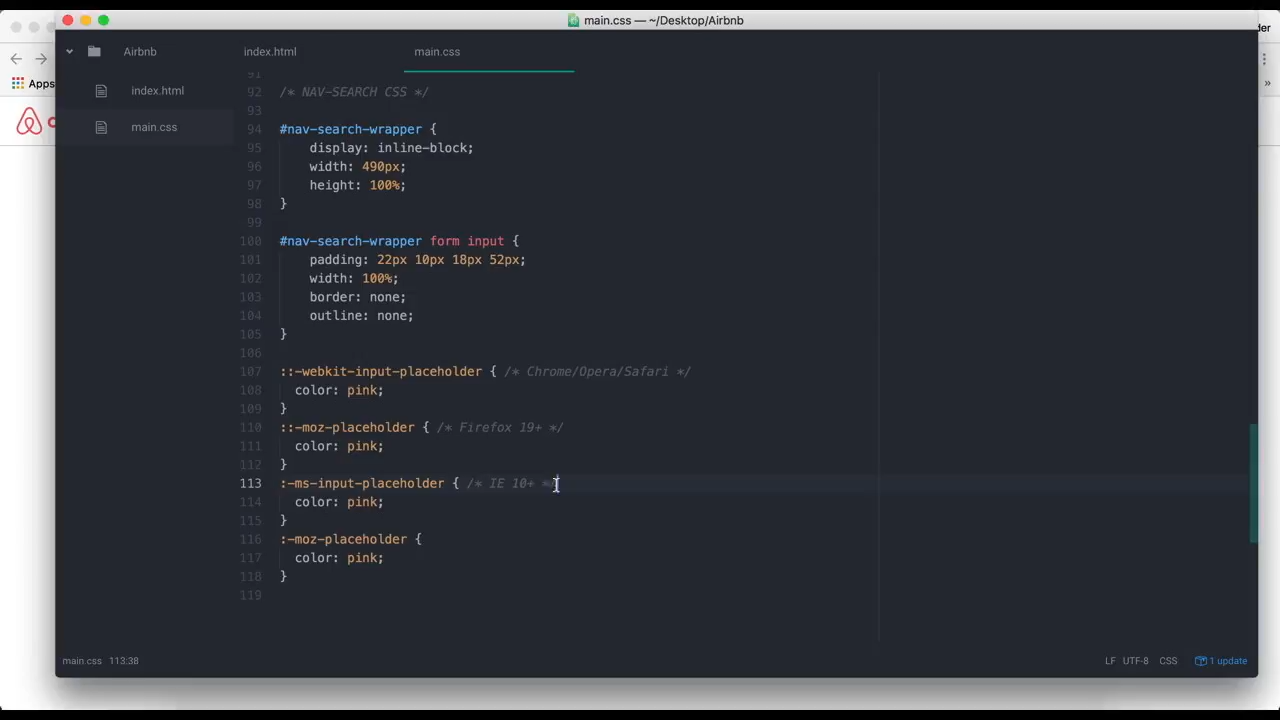 main.css — ~/Desktop/Airbnb
der
Apps
»
Airbnb
index.html
main.css
index.html
main.css
91
92 /* NAV-SEARCH CSS */
93
94 #nav-search-wrapper {
95 display: inline-block;
96 width: 490px;
97 height: 100%;
98 }
99
100 #nav-search-wrapper form input {
101 padding: 22px 10px 18px 52px;
102 width: 100%;
103 border: none;
104 outline: none;
105 }
106
107 ::-webkit-input-placeholder { /* Chrome/Opera/Safari */
108 color: pink;
109 }
110 ::-moz-placeholder { /* Firefox 19+ */
111 color: pink;
112 }
113 :-ms-input-placeholder { /* IE 10+ */
114 color: pink;
115 }
116 :-moz-placeholder {
117 color: pink;
118 }
119
main.css 113:38
LF UTF-8 CSS 1 update